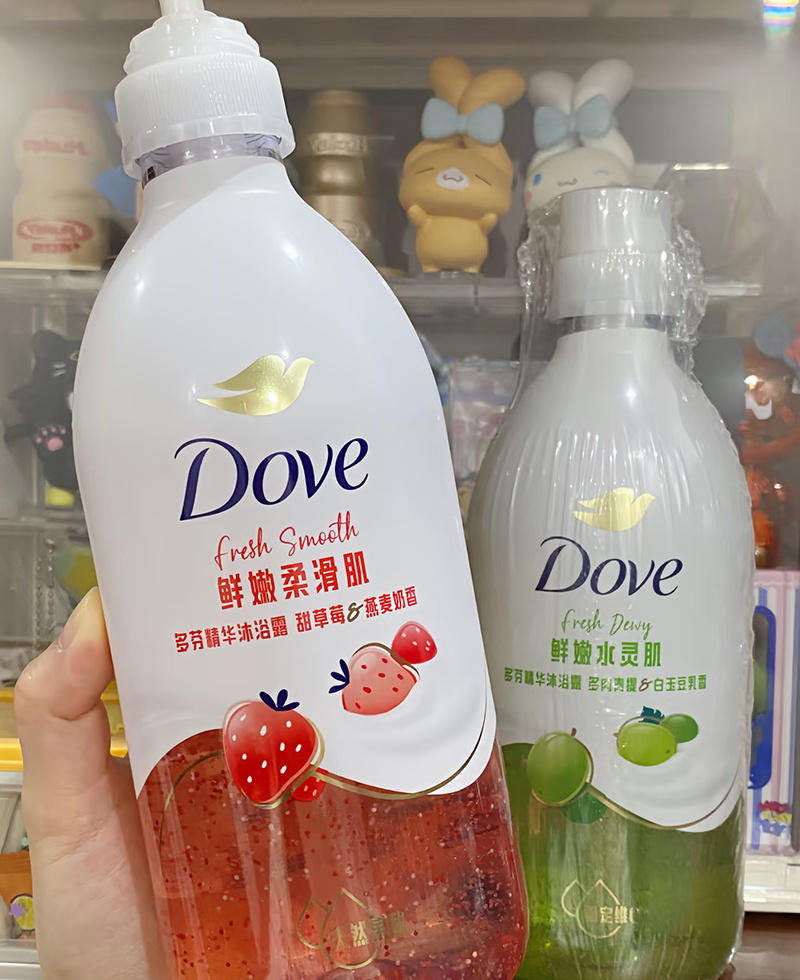 Dove
Fresh Smooth
鲜嫩柔滑肌
多芬精华沐浴露 甜草莓&燕麦奶香
Dove
Fresh Dewy
鲜嫩水灵肌
多芬精华沐浴露 多肉青提&白玉豆乳香